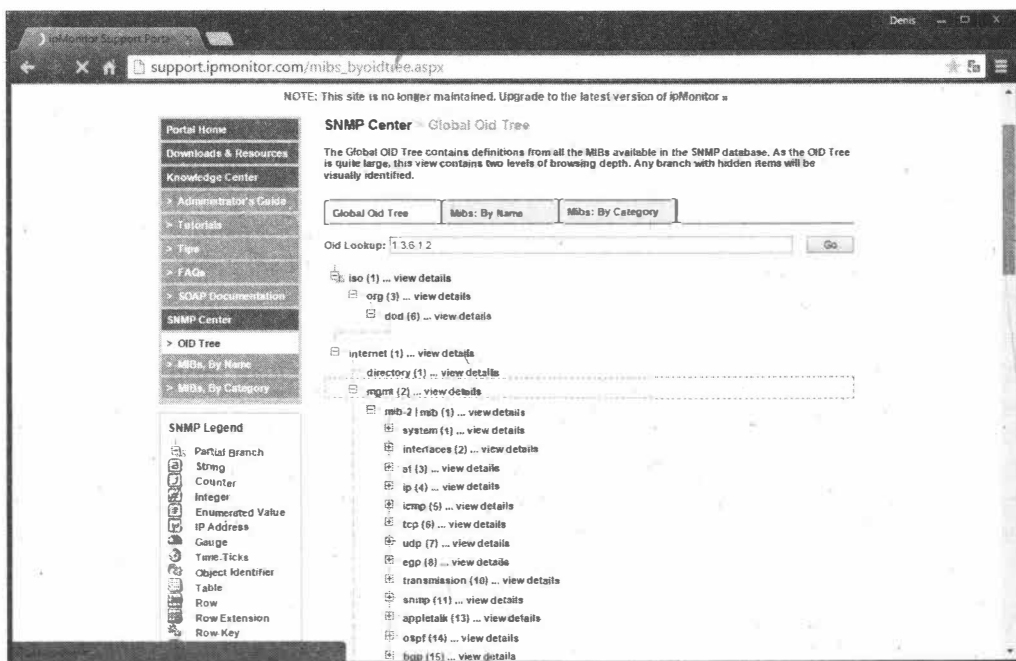 Denis
ipMonitor Support Porta
support.ipmonitor.com/mibs_byoidtree.aspx
NOTE: This site is no longer maintained. Upgrade to the latest version of ipMonitor »
Portal Home
Downloads & Resources
Knowledge Center
> Administrator's Guide
> Tutorials
> Tips
> FAQs
> SOAP Documentation
SNMP Center
> OID Tree
> MIBs, By Name
> MIBs, By Category
SNMP Legend
Partial Branch
String
Counter
Integer
Enumerated Value
IP Address
Gauge
Time Ticks
Object Identifier
Table
Row
Row Extension
Row Key
SNMP Center - Global Oid Tree
The Global OID Tree contains definitions from all the MIBs available in the SNMP database. As the OID Tree
is quite large, this view contains two levels of browsing depth. Any branch with hidden items will be
visually identified.
Global Oid Tree
Mibs: By Name
Mibs: By Category
Oid Lookup: 1.3.6.1.2 Go
iso (1) ... view details
org (3) ... view details
dod (6) ... view details
internet (1) ... view details
directory (1) ... view details
mgmt (2) ... view details
mib-2 | mib (1) ... view details
system (1) ... view details
interfaces (2) ... view details
at (3) ... view details
ip (4) ... view details
icmp (5) ... view details
tcp (6) ... view details
udp (7) ... view details
egp (8) ... view details
transmission (10) ... view details
snmp (11) ... view details
appletalk (13) ... view details
ospf (14) ... view details
bgp (15) ... view details